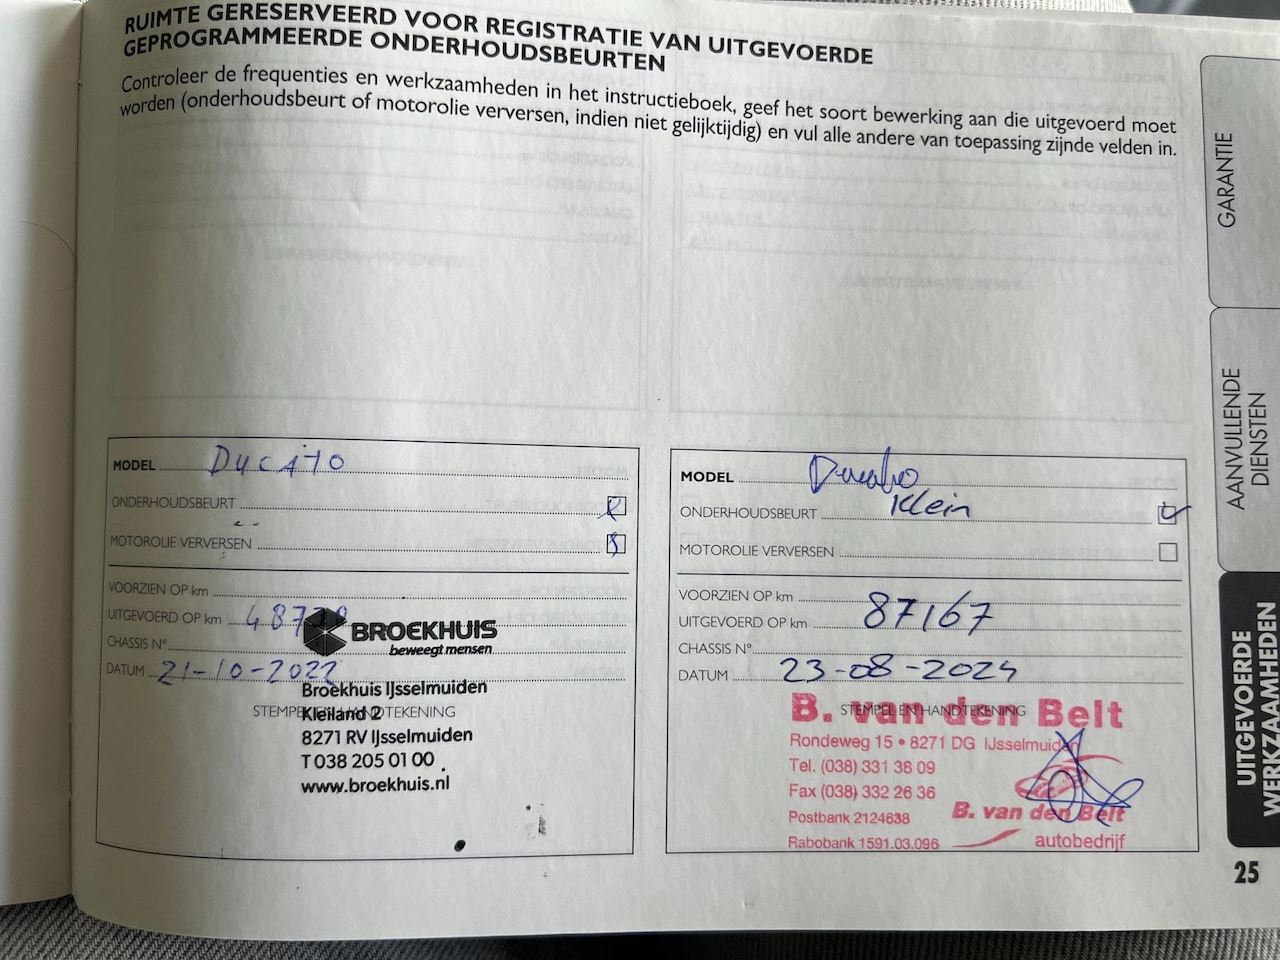 RUIMTE GERESERVEERD VOOR REGISTRATIE VAN UITGEVOERDE
GEPROGRAMMEERDE ONDERHOUDSBEURTEN
Controleer de frequenties en werkzaamheden in het instructieboek, geef het soort bewerking aan die uitgevoerd moet
worden (onderhoudsbeurt of motorolie verversen, indien niet gelijktijdig) en vul alle andere van toepassing zijnde velden in.
MODEL DUCATO
ONDERHOUDSBEURT
MOTOROLIE VERVERSEN
VOORZIEN OP km
UITGEVOERD OP km
CHASSIS N°
DATUM 21-10-2022
STEMPEL EN HANDTEKENING
BROEKHUIS
beweegt mensen
Broekhuis IJsselmuiden
Kleiland 2
8271 RV IJsselmuiden
T 038 205 01 00
www.broekhuis.nl
MODEL Ducato
ONDERHOUDSBEURT Klein
MOTOROLIE VERVERSEN
VOORZIEN OP km
UITGEVOERD OP km 87167
CHASSIS N°
DATUM 23-08-2024
STEMPEL EN HANDTEKENING
B. van den Belt
Rondeweg 15 • 8271 DG IJsselmuiden
Tel. (038) 331 38 09
Fax (038) 332 26 36
Postbank 2124638
Rabobank 1591.03.096
B. van den Belt
autobedrijf
GARANTIE
AANVULLENDE
DIENSTEN
UITGEVOERDE
WERKZAAMHEDEN
25